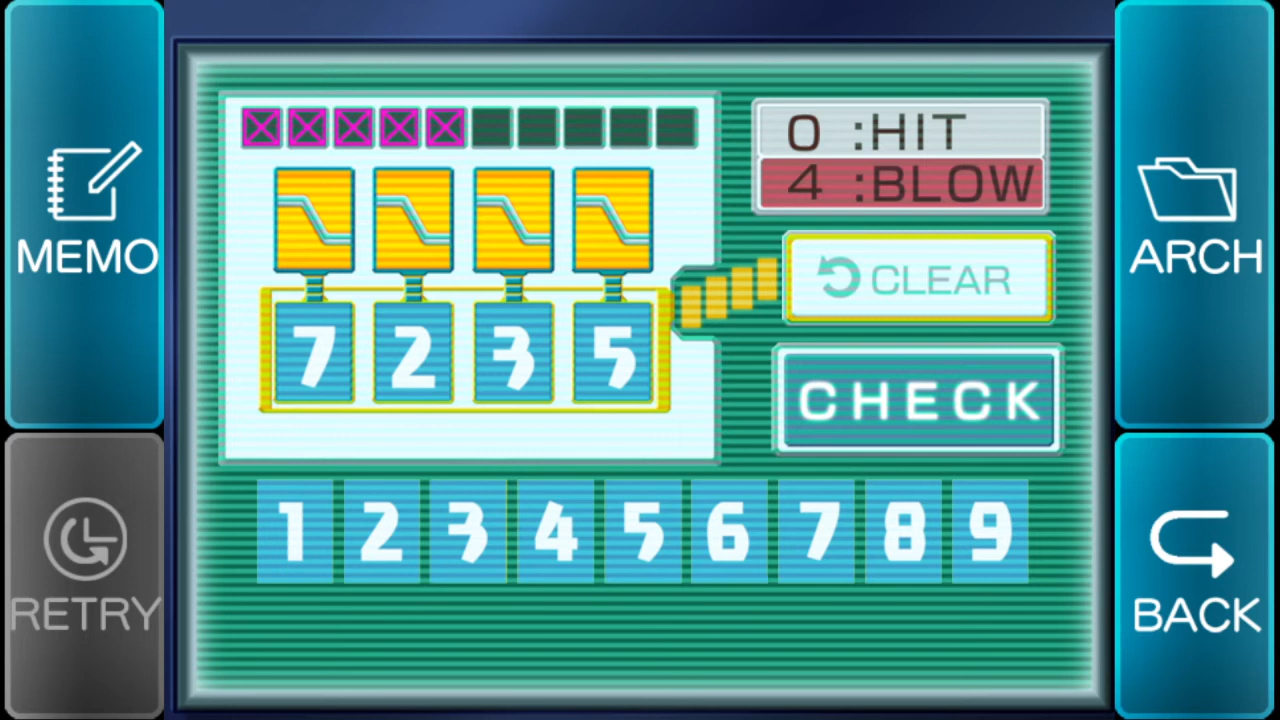 MEMO
RETRY
0 :HIT
4 :BLOW
CLEAR
CHECK
7 2 3 5
1 2 3 4 5 6 7 8 9
ARCH
BACK